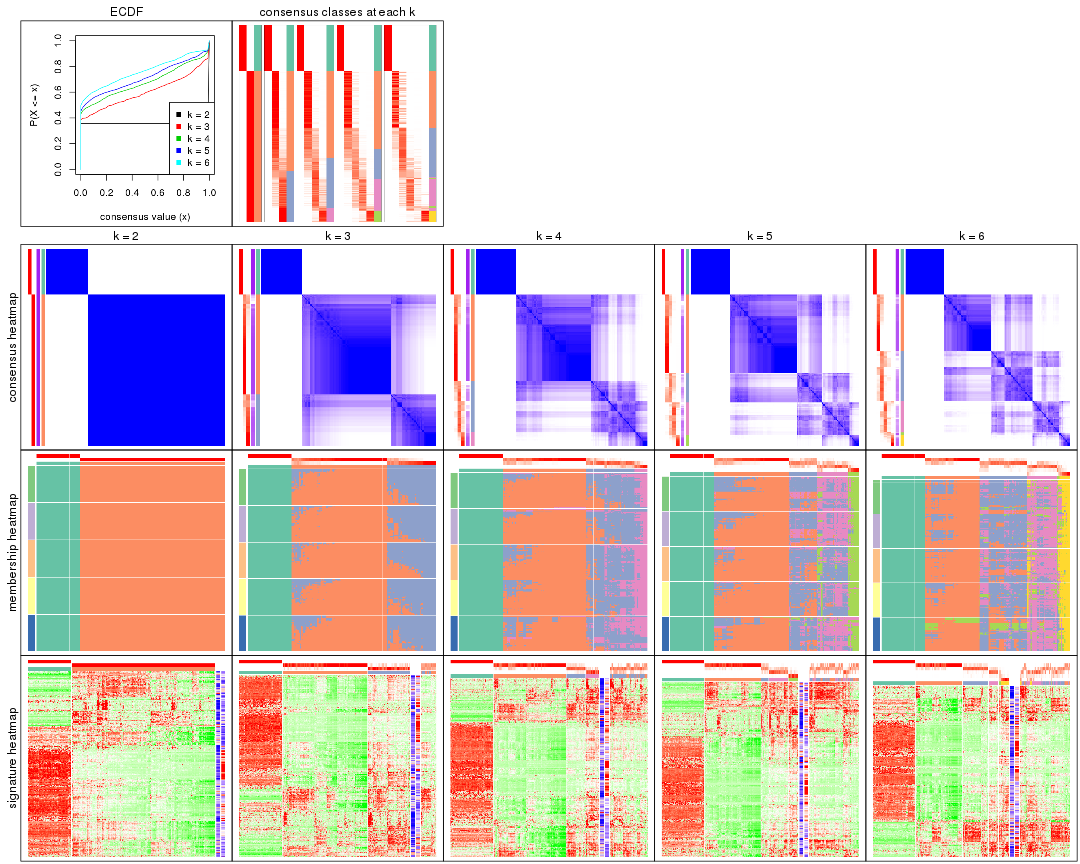 ECDF
consensus classes at each k
P(X <= x)
0.0 0.2 0.4 0.6 0.8 1.0
k = 2
k = 3
k = 4
k = 5
k = 6
0.0 0.2 0.4 0.6 0.8 1.0
consensus value (x)
k = 2
k = 3
k = 4
k = 5
k = 6
consensus heatmap
membership heatmap
signature heatmap